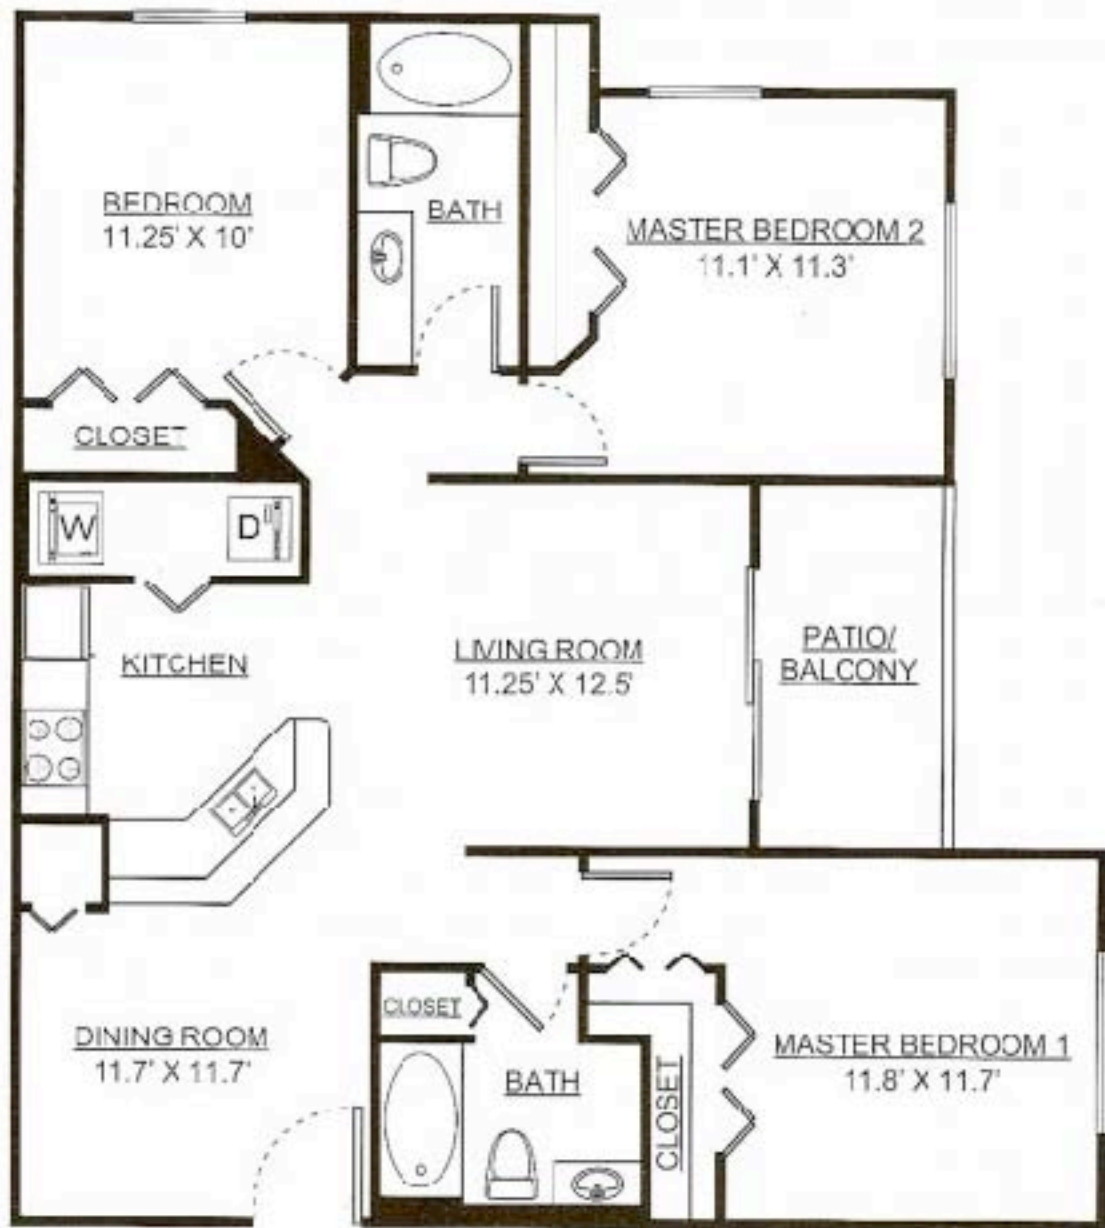 BEDROOM
11.25' X 10'
BATH
MASTER BEDROOM 2
11.1' X 11.3'
CLOSET
W
D
KITCHEN
LIVING ROOM
11.25' X 12.5'
PATIO/
BALCONY
DINING ROOM
11.7' X 11.7'
CLOSET
BATH
CLOSET
MASTER BEDROOM 1
11.8' X 11.7'